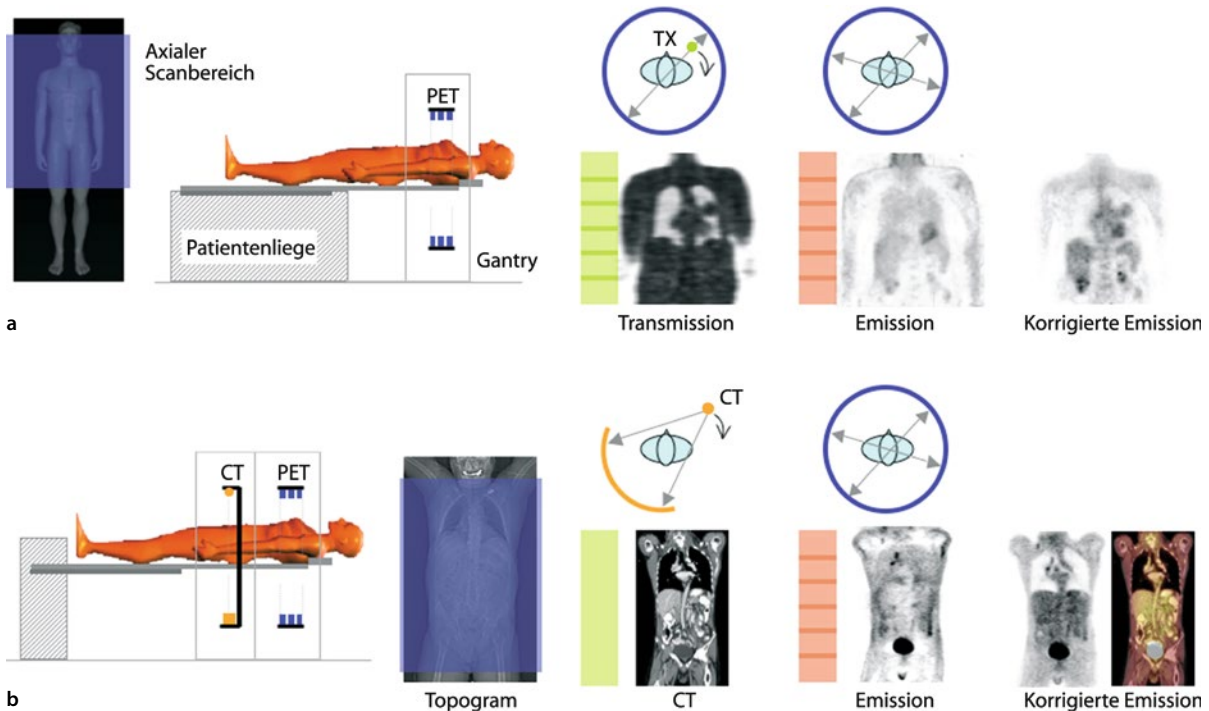 a
Axialer
Scanbereich
PET
Patientenliege
Gantry
TX
Transmission
Emission
Korrigierte Emission
b
CT
PET
Topogram
CT
CT
Emission
Korrigierte Emission